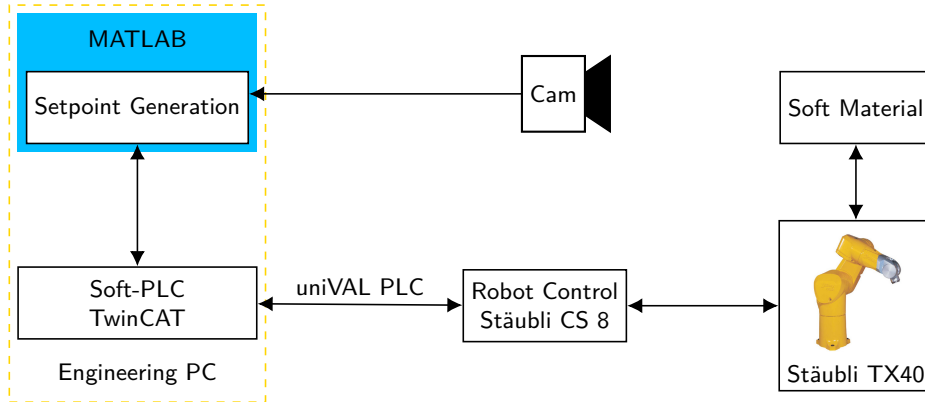 MATLAB
Setpoint Generation
Cam
Soft Material
Soft-PLC
TwinCAT
uniVAL PLC
Robot Control
Stäubli CS 8
Engineering PC
Stäubli TX40